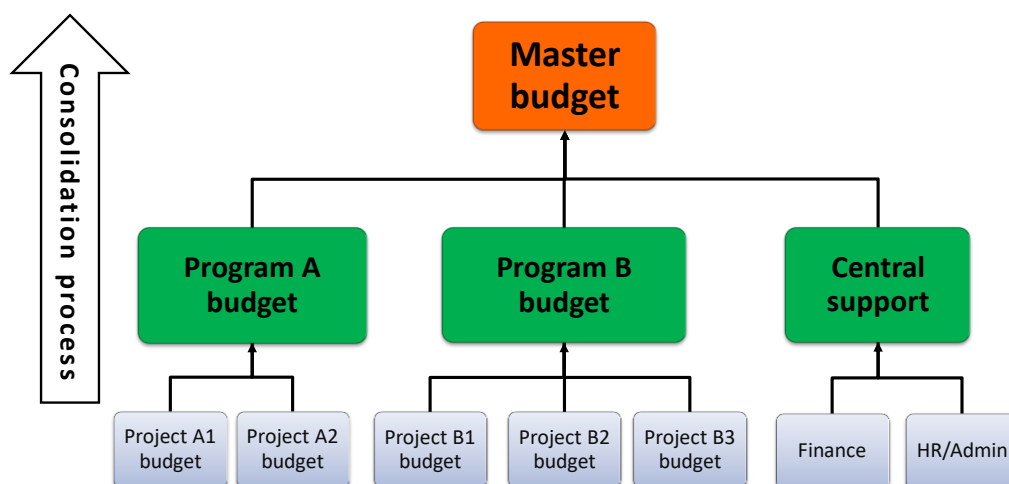 Consolidation process
Master
budget
Program A
budget
Program B
budget
Central
support
Project A1
budget
Project A2
budget
Project B1
budget
Project B2
budget
Project B3
budget
Finance
HR/Admin